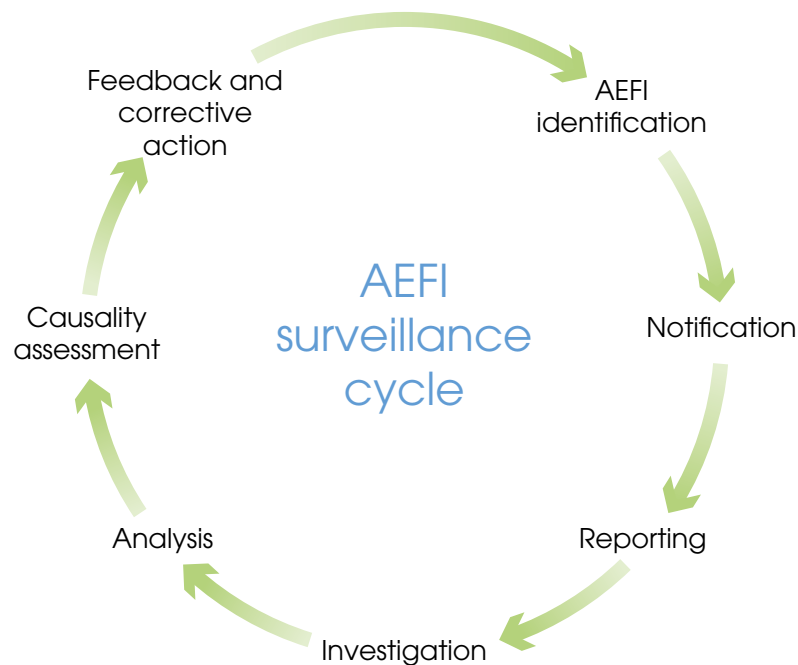 AEFI
surveillance
cycle
AEFI
identification
Notification
Reporting
Investigation
Analysis
Causality
assessment
Feedback and
corrective
action